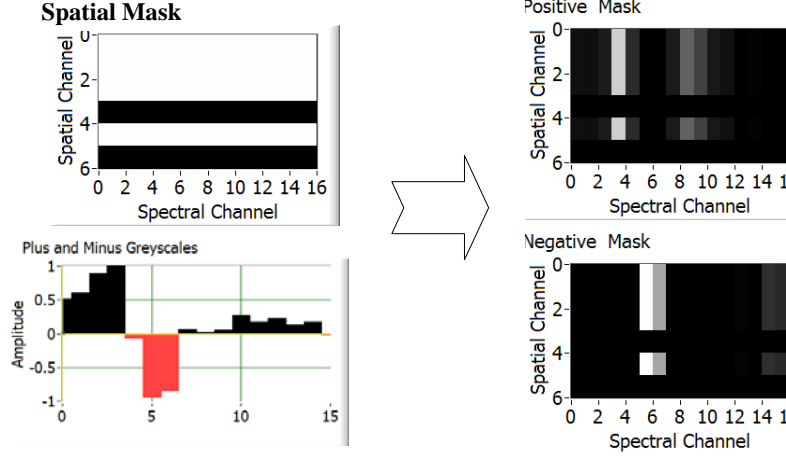 Spatial Mask
0
2
4
6
Spatial Channel
0 2 4 6 8 10 12 14 16
Spectral Channel
Plus and Minus Greyscales
1
0.5
0
-0.5
-1
Amplitude
0 5 10 15
Positive Mask
0
2
4
6
Spatial Channel
0 2 4 6 8 10 12 14
Spectral Channel
Negative Mask
0
2
4
6
Spatial Channel
0 2 4 6 8 10 12 14
Spectral Channel